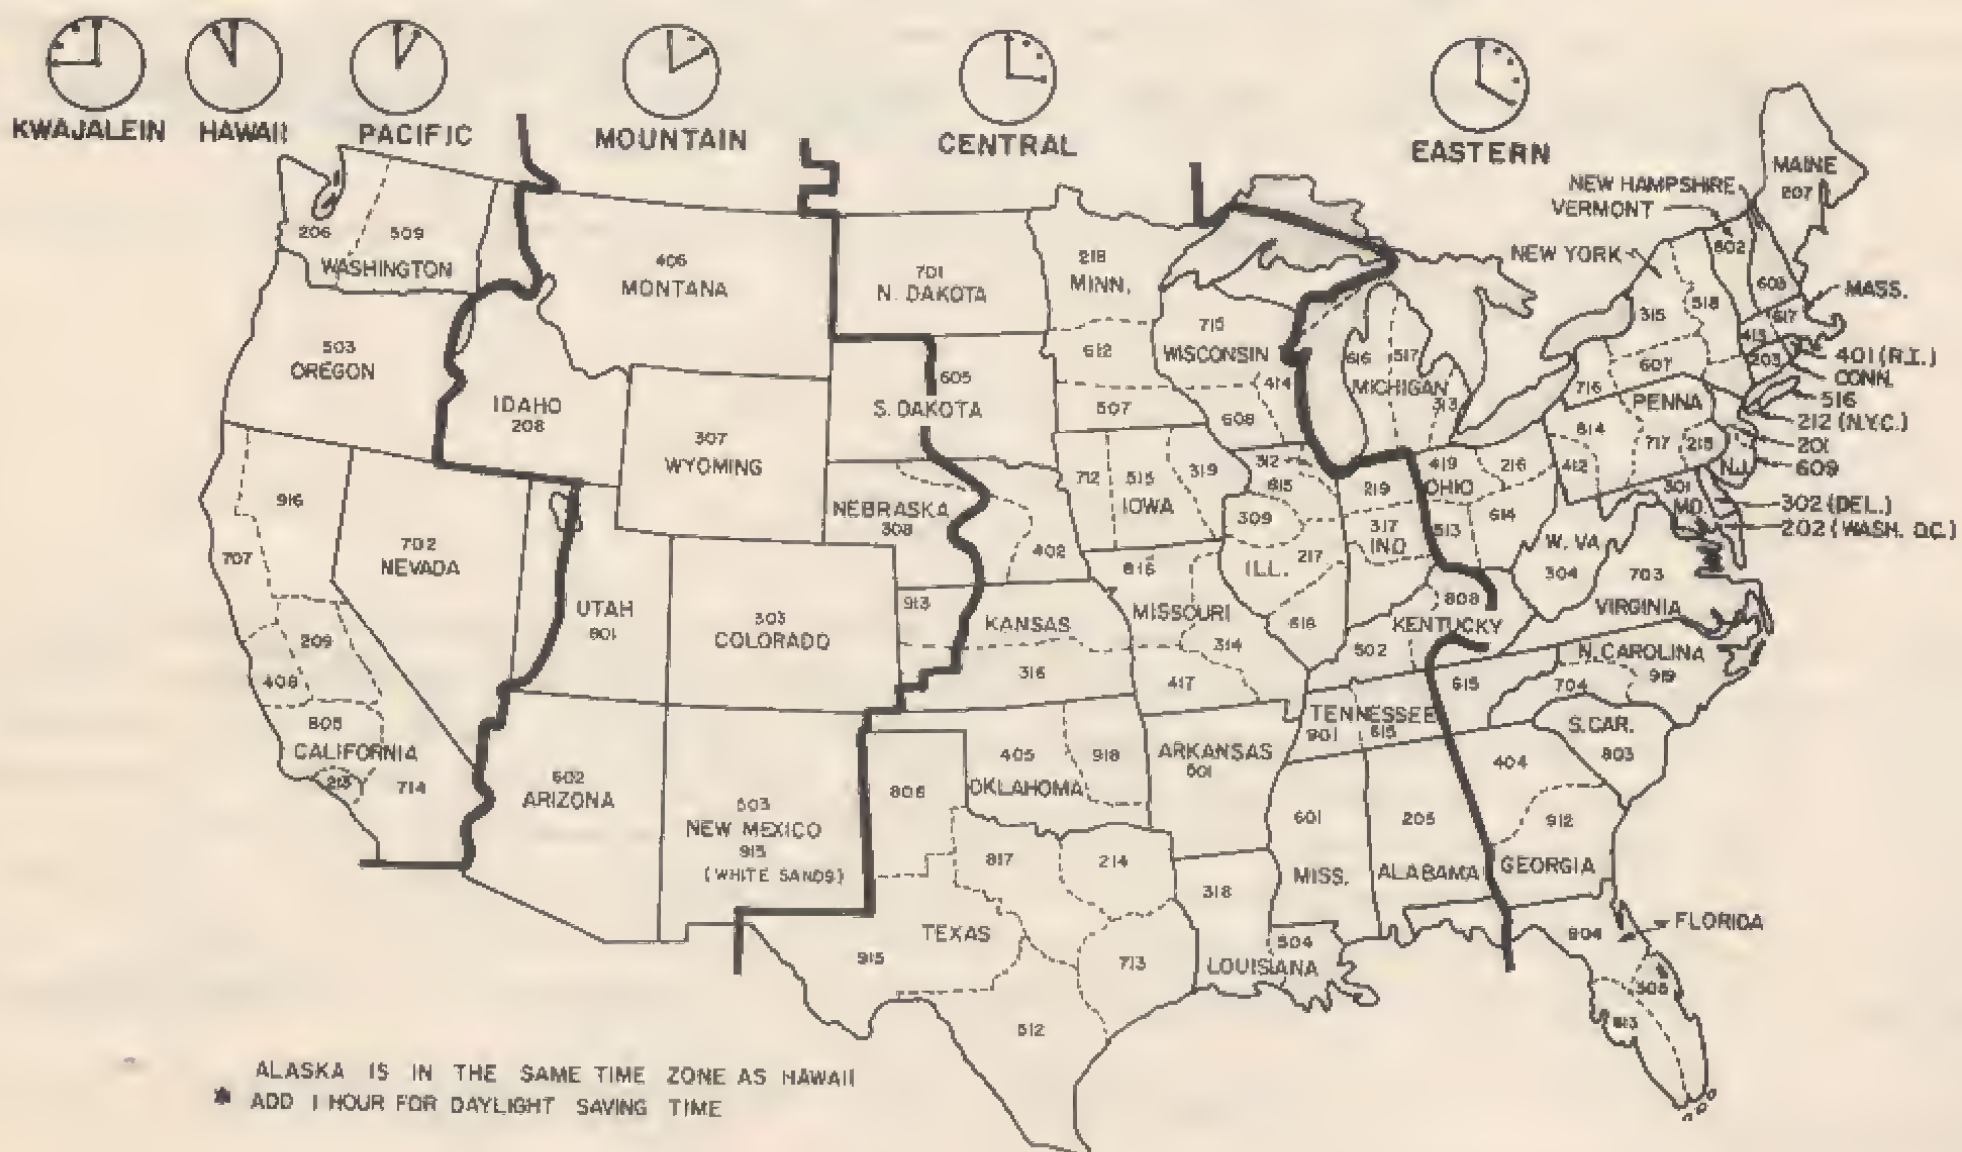 KWAJALEIN
HAWAII
PACIFIC
MOUNTAIN
CENTRAL
EASTERN
MAINE
207
NEW HAMPSHIRE
VERMONT
NEW YORK
602
603
MASS.
206
509
WASHINGTON
406
MONTANA
701
N. DAKOTA
218
MINN.
715
WISCONSIN
612
414
507
608
616
517
MICHIGAN
313
315
518
617
413
203
401 (R.I.)
CONN.
516
212 (N.Y.C.)
201
609
607
716
PENNA
814
717
215
412
N.J.
301
MD.
302 (DEL.)
202 (WASH. D.C.)
503
OREGON
IDAHO
208
307
WYOMING
605
S. DAKOTA
NEBRASKA
308
402
712
515
319
IOWA
312
815
309
217
ILL.
618
219
317
IND
419
216
OHIO
513
614
W. VA
304
703
VIRGINIA
916
707
702
NEVADA
209
408
805
CALIFORNIA
213
714
UTAH
801
303
COLORADO
913
KANSAS
316
816
MISSOURI
314
417
606
KENTUCKY
502
N. CAROLINA
704
919
615
TENNESSEE
901
615
S. CAR.
803
602
ARIZONA
503
NEW MEXICO
915
(WHITE SANDS)
806
405
918
OKLAHOMA
ARKANSAS
501
817
214
TEXAS
915
713
512
318
504
LOUISIANA
601
MISS.
205
ALABAMA
404
912
GEORGIA
904
FLORIDA
305
813
ALASKA IS IN THE SAME TIME ZONE AS HAWAII
* ADD 1 HOUR FOR DAYLIGHT SAVING TIME